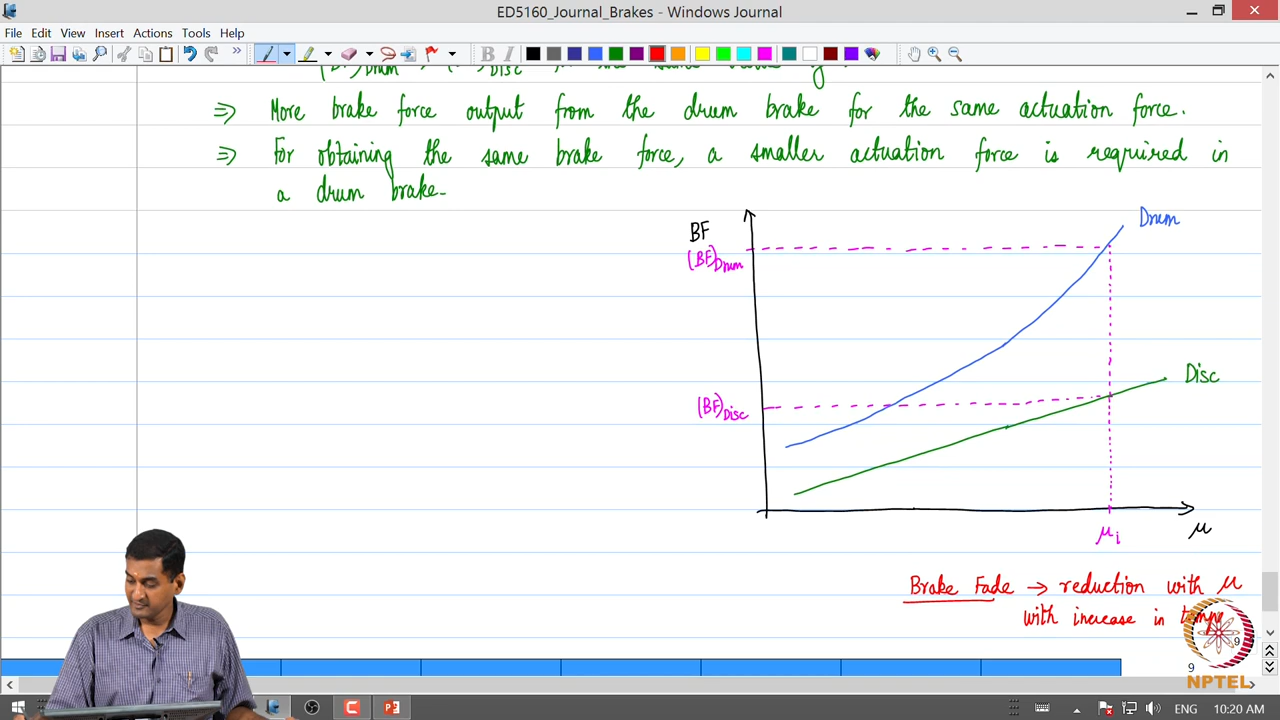 ED5160_Journal_Brakes - Windows Journal
File Edit View Insert Actions Tools Help
⇒ More brake force output from the drum brake for the same actuation force.
⇒ For obtaining the same brake force, a smaller actuation force is required in
a drum brake.
BF
Drum
(BF)Drum
Disc
(BF)Disc
μi
μ
Brake Fade → reduction with μ
with increase in temp
9
9
NPTEL
ENG 10:20 AM